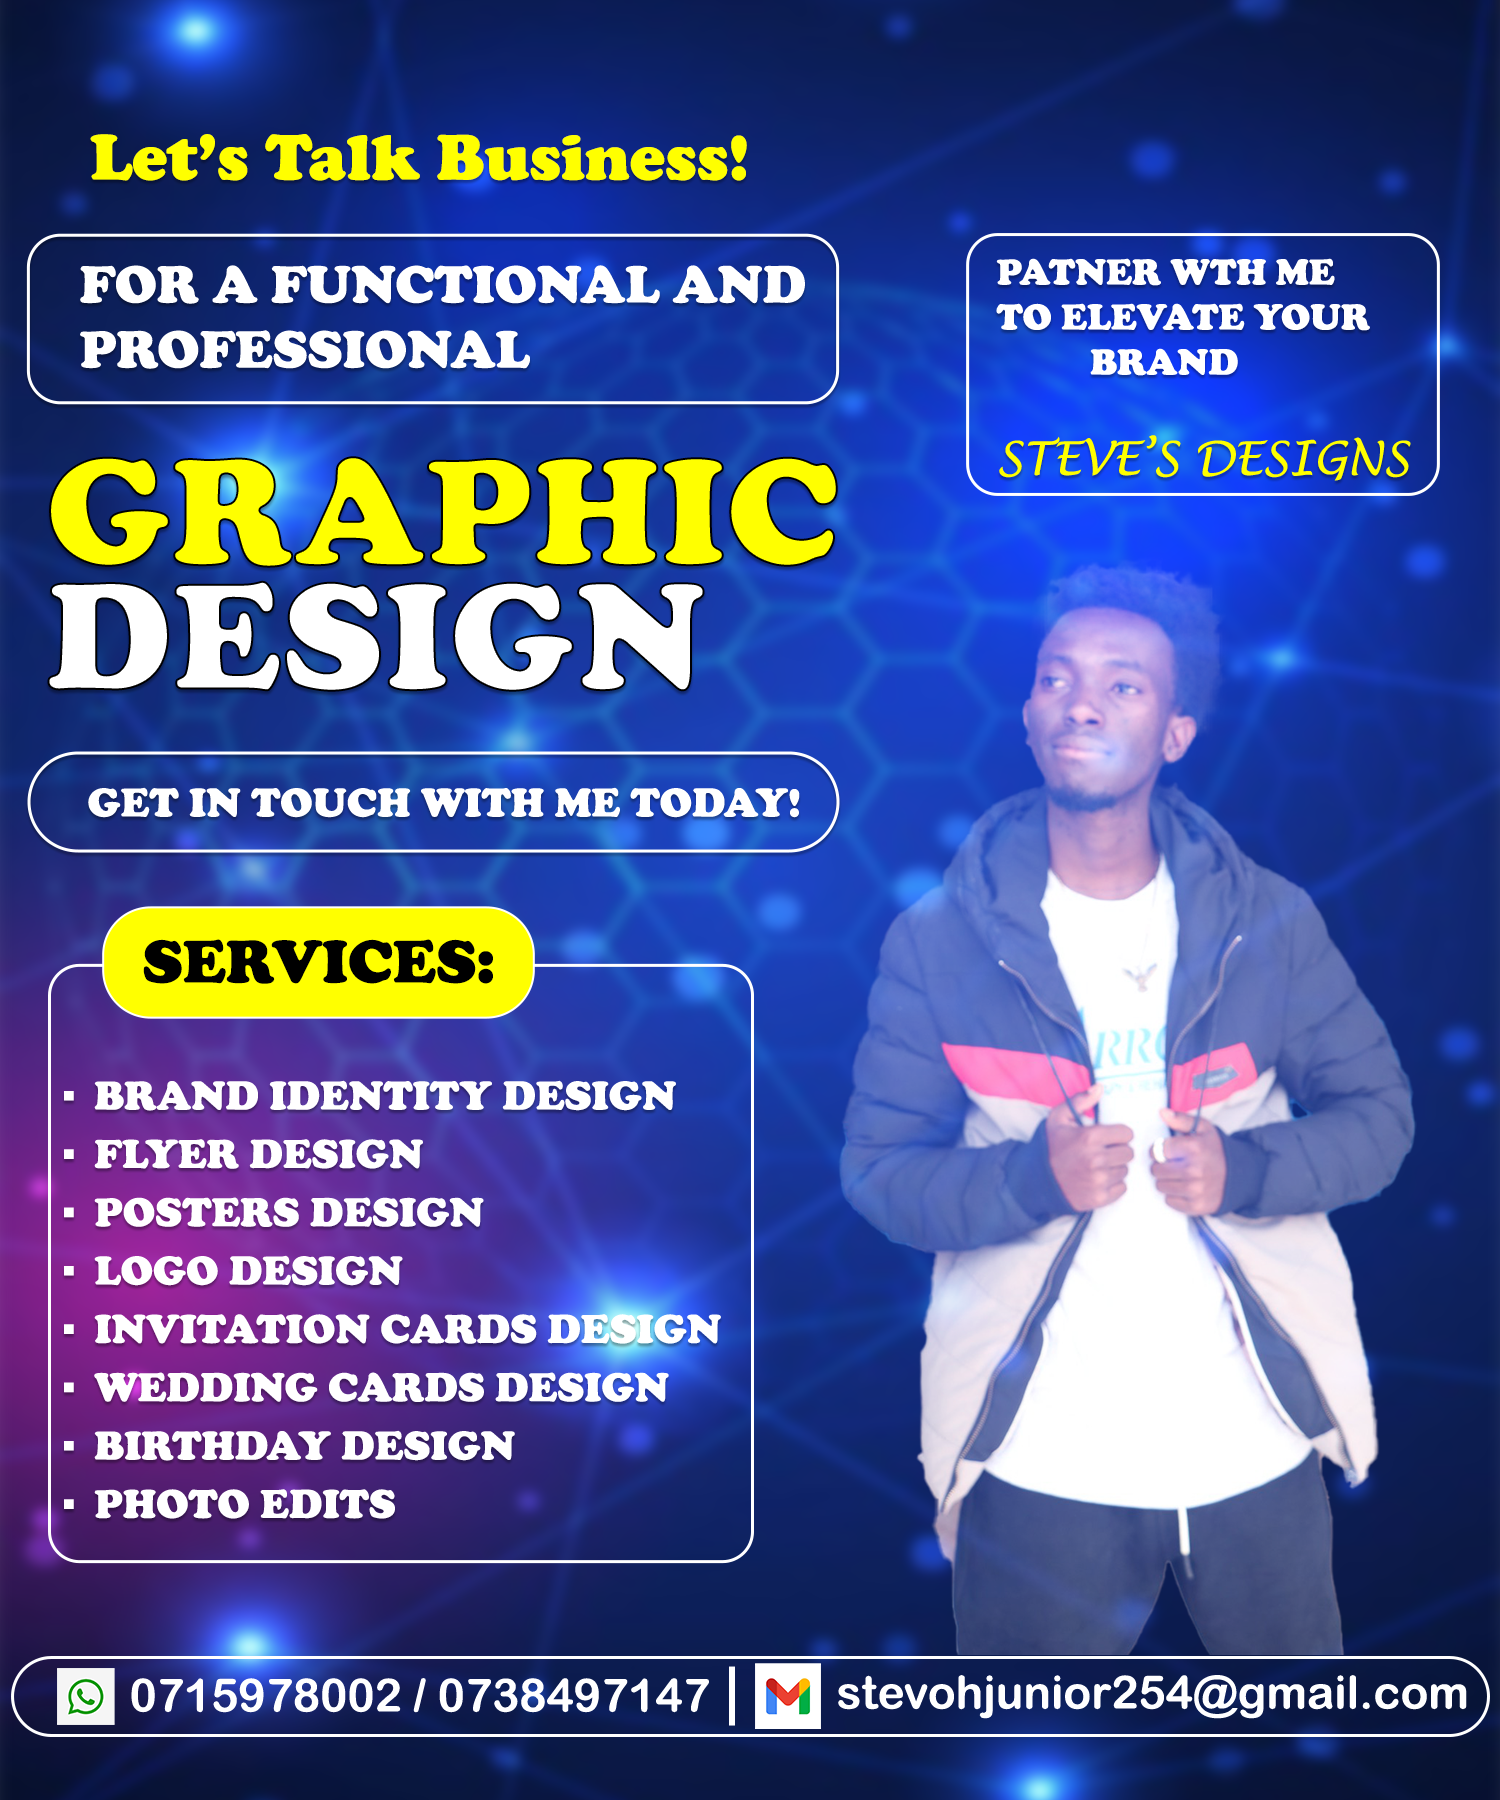 Let's Talk Business!
FOR A FUNCTIONAL AND
PROFESSIONAL
PATNER WTH ME
TO ELEVATE YOUR
BRAND
STEVE'S DESIGNS
GRAPHIC
DESIGN
GET IN TOUCH WITH ME TODAY!
SERVICES:
▪ BRAND IDENTITY DESIGN
▪ FLYER DESIGN
▪ POSTERS DESIGN
▪ LOGO DESIGN
▪ INVITATION CARDS DESIGN
▪ WEDDING CARDS DESIGN
▪ BIRTHDAY DESIGN
▪ PHOTO EDITS
0715978002 / 0738497147 | stevohjunior254@gmail.com